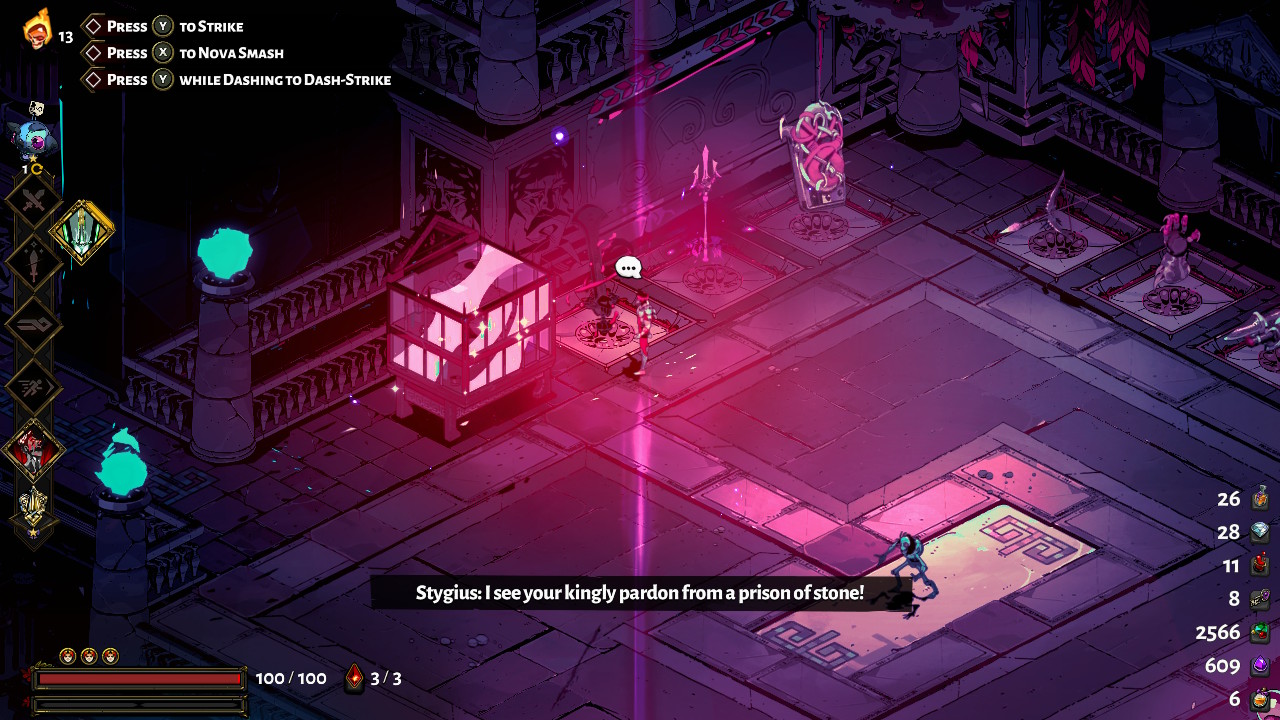 13
PRESS Y TO STRIKE
PRESS X TO NOVA SMASH
PRESS Y WHILE DASHING TO DASH-STRIKE
1
26
28
11
8
2566
609
6
Stygius: I see your kingly pardon from a prison of stone!
100 / 100
3 / 3